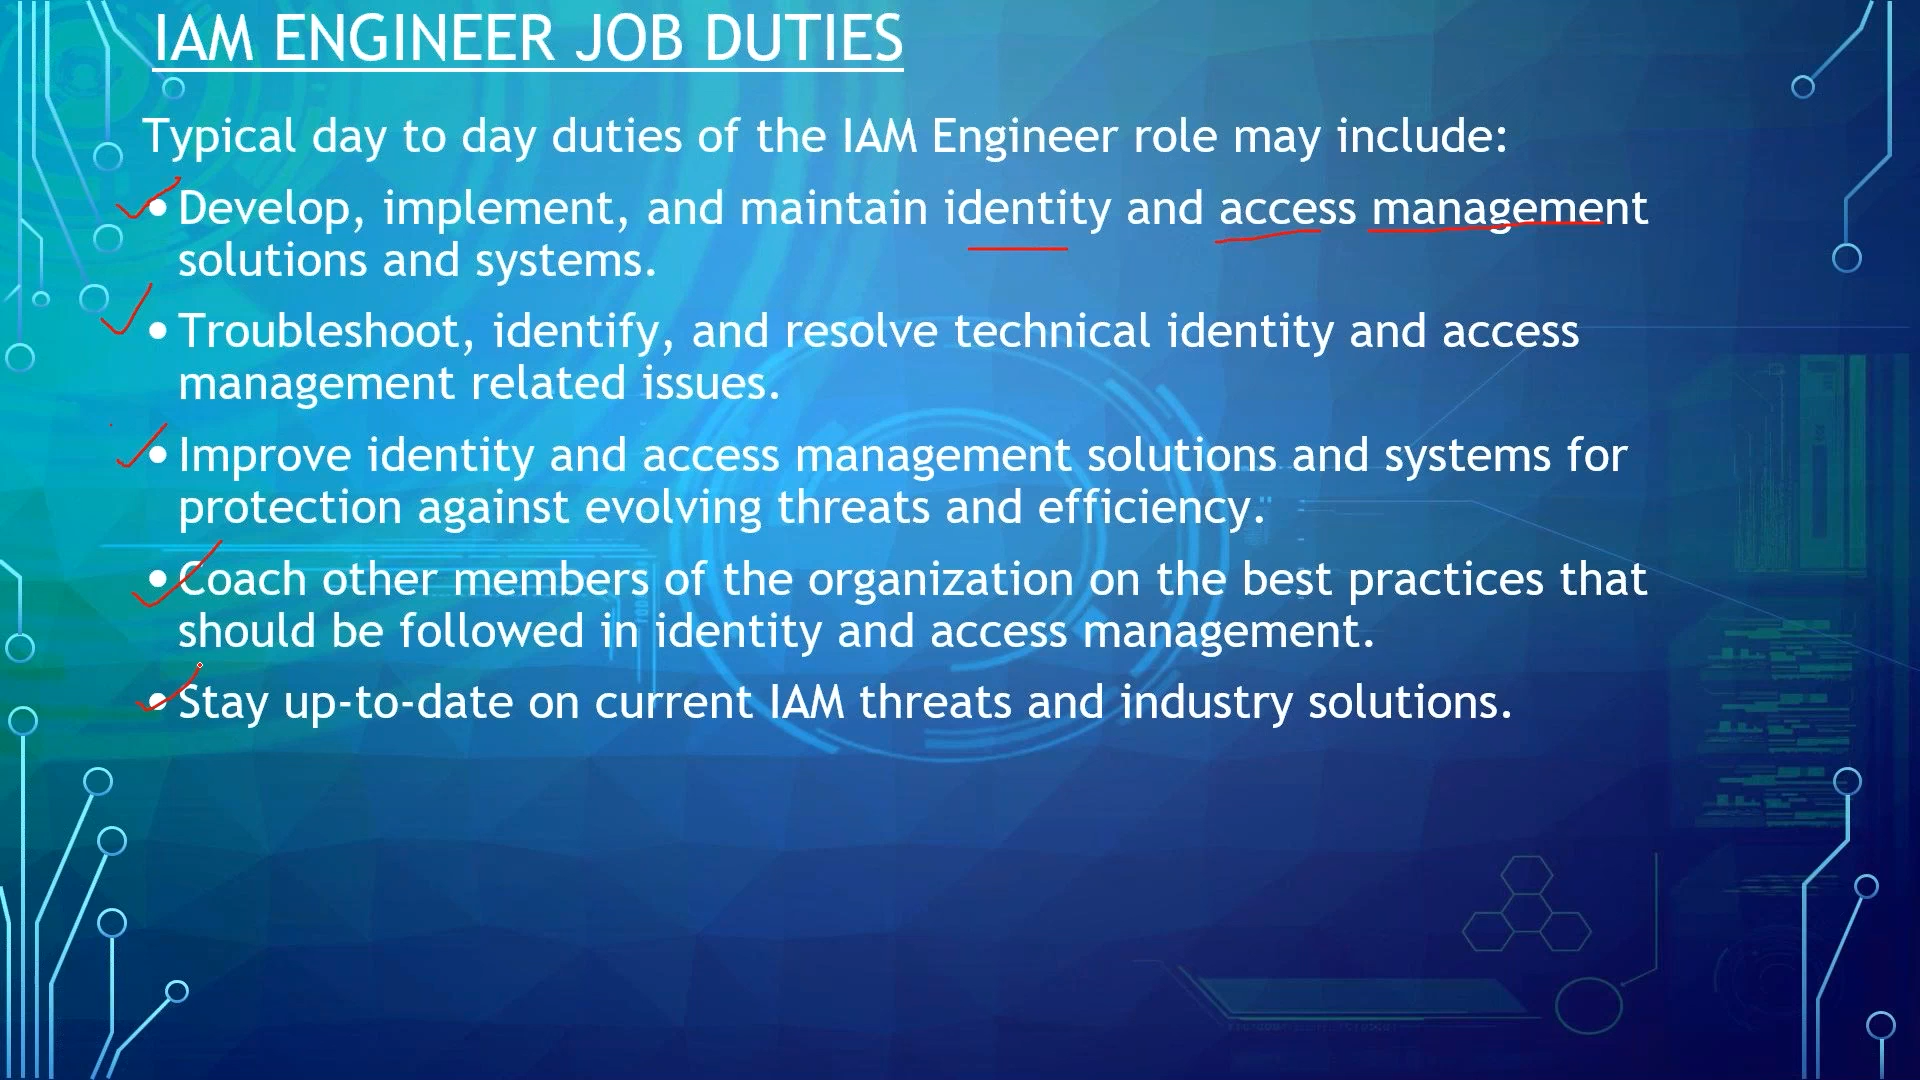 IAM ENGINEER JOB DUTIES
Typical day to day duties of the IAM Engineer role may include:
•Develop, implement, and maintain identity and access management
solutions and systems.
•Troubleshoot, identify, and resolve technical identity and access
management related issues.
•Improve identity and access management solutions and systems for
protection against evolving threats and efficiency.
•Coach other members of the organization on the best practices that
should be followed in identity and access management.
•Stay up-to-date on current IAM threats and industry solutions.